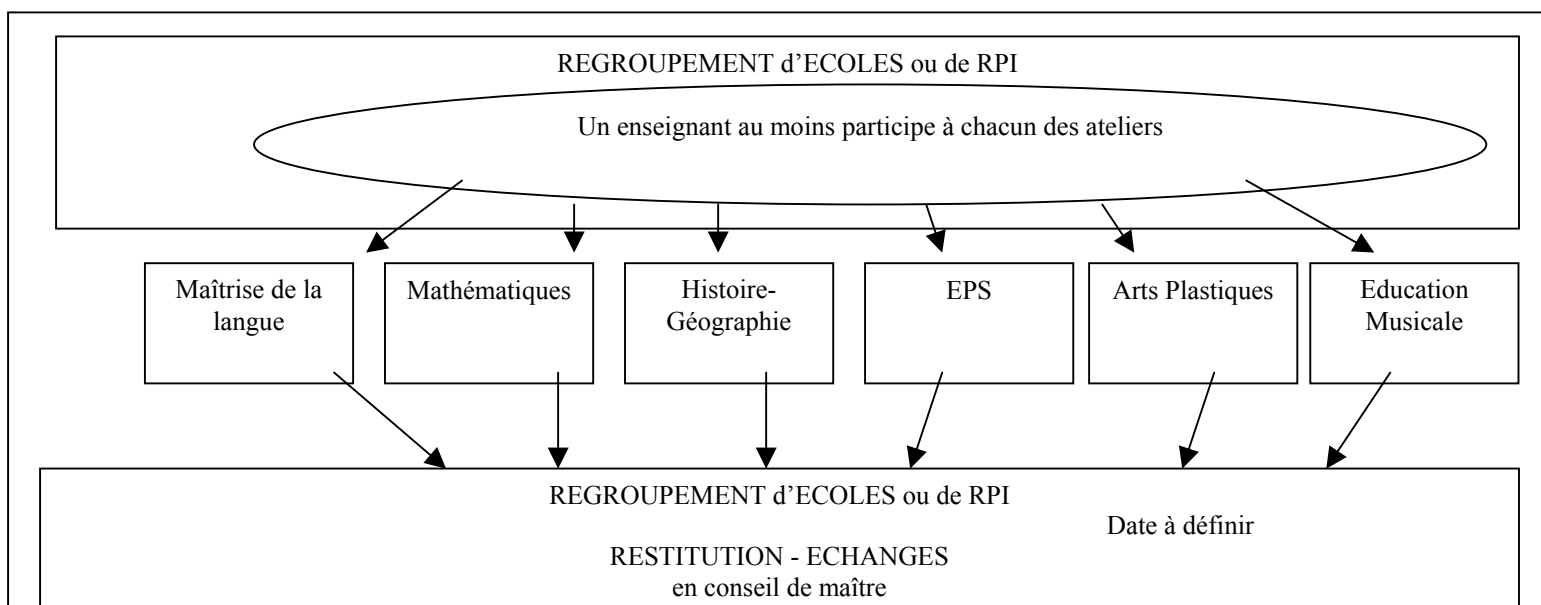 REGROUPEMENT d’ECOLES ou de RPI
Un enseignant au moins participe à chacun des ateliers
Maîtrise de la
langue
Mathématiques
Histoire-
Géographie
EPS
Arts Plastiques
Education
Musicale
REGROUPEMENT d’ECOLES ou de RPI
Date à définir
RESTITUTION - ECHANGES
en conseil de maître